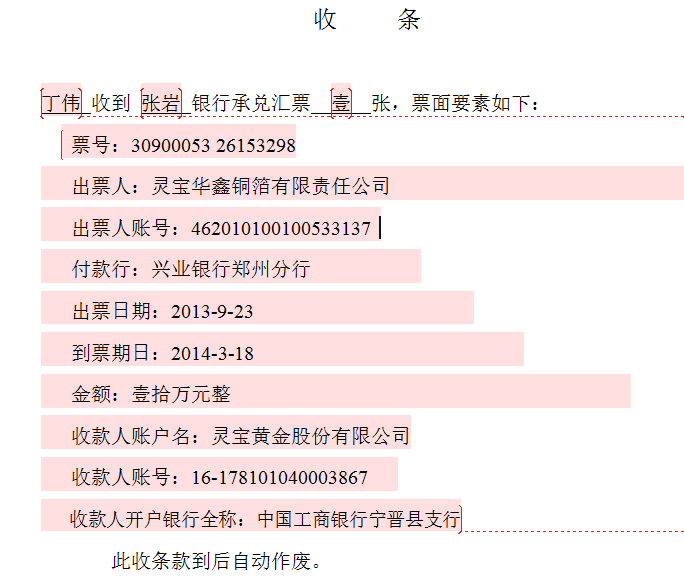 收 条
丁伟 收到 张岩 银行承兑汇票 壹 张，票面要素如下：
票号：30900053 26153298
出票人：灵宝华鑫铜箔有限责任公司
出票人账号：462010100100533137
付款行：兴业银行郑州分行
出票日期：2013-9-23
到票期日：2014-3-18
金额：壹拾万元整
收款人账户名：灵宝黄金股份有限公司
收款人账号：16-178101040003867
收款人开户银行全称：中国工商银行宁晋县支行
此收条款到后自动作废。